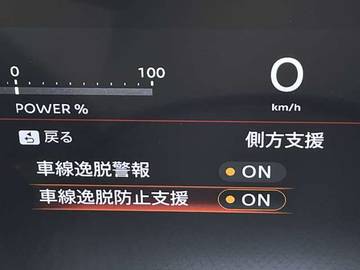 0 100
POWER %
0
km/h
戻る 側方支援
車線逸脱警報 ON
車線逸脱防止支援 ON